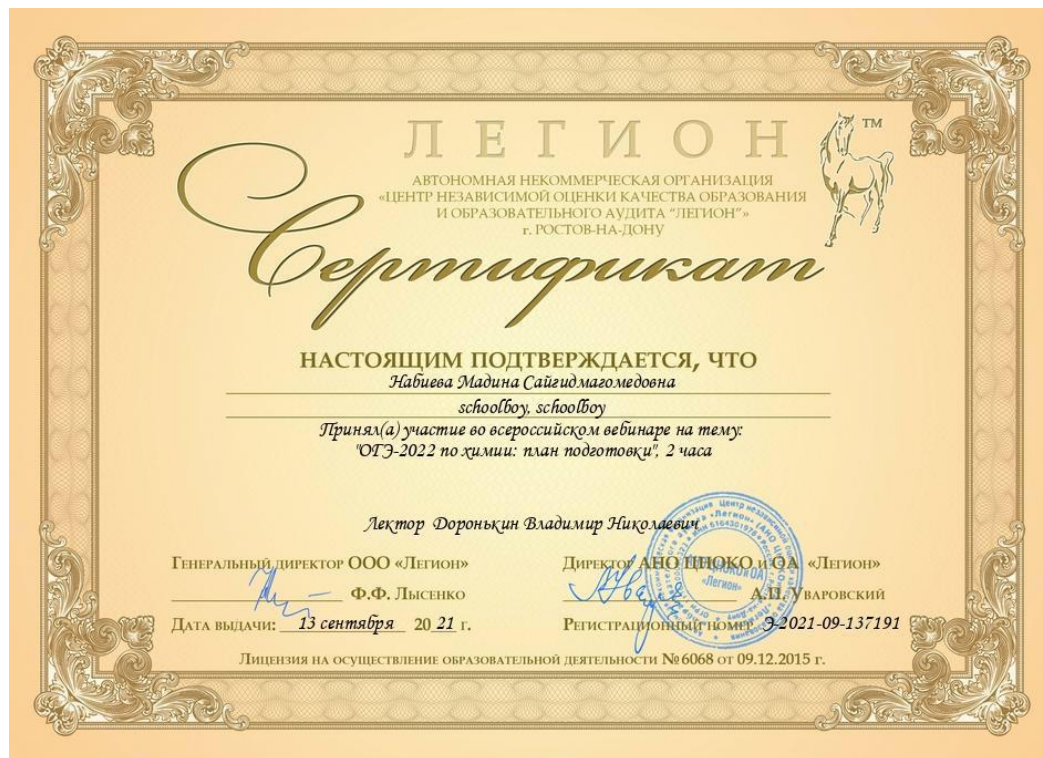 ЛЕГИОН ™
АВТОНОМНАЯ НЕКОММЕРЧЕСКАЯ ОРГАНИЗАЦИЯ
«ЦЕНТР НЕЗАВИСИМОЙ ОЦЕНКИ КАЧЕСТВА ОБРАЗОВАНИЯ
И ОБРАЗОВАТЕЛЬНОГО АУДИТА “ЛЕГИОН”»
г. РОСТОВ-НА-ДОНУ
Сертификат
НАСТОЯЩИМ ПОДТВЕРЖДАЕТСЯ, ЧТО
Набиева Мадина Сайгидмагомедовна
schoolboy, schoolboy
Принял(а) участие во всероссийском вебинаре на тему:
"ОГЭ-2022 по химии: план подготовки", 2 часа
Лектор Доронькин Владимир Николаевич
Генеральный директор ООО «Легион»
Ф.Ф. Лысенко
Директор АНО ЦНОКО и ОА «Легион»
А.П. Уваровский
Дата выдачи: 13 сентября 20 21 г.
Регистрационный номер Э-2021-09-137191
Лицензия на осуществление образовательной деятельности № 6068 от 09.12.2015 г.